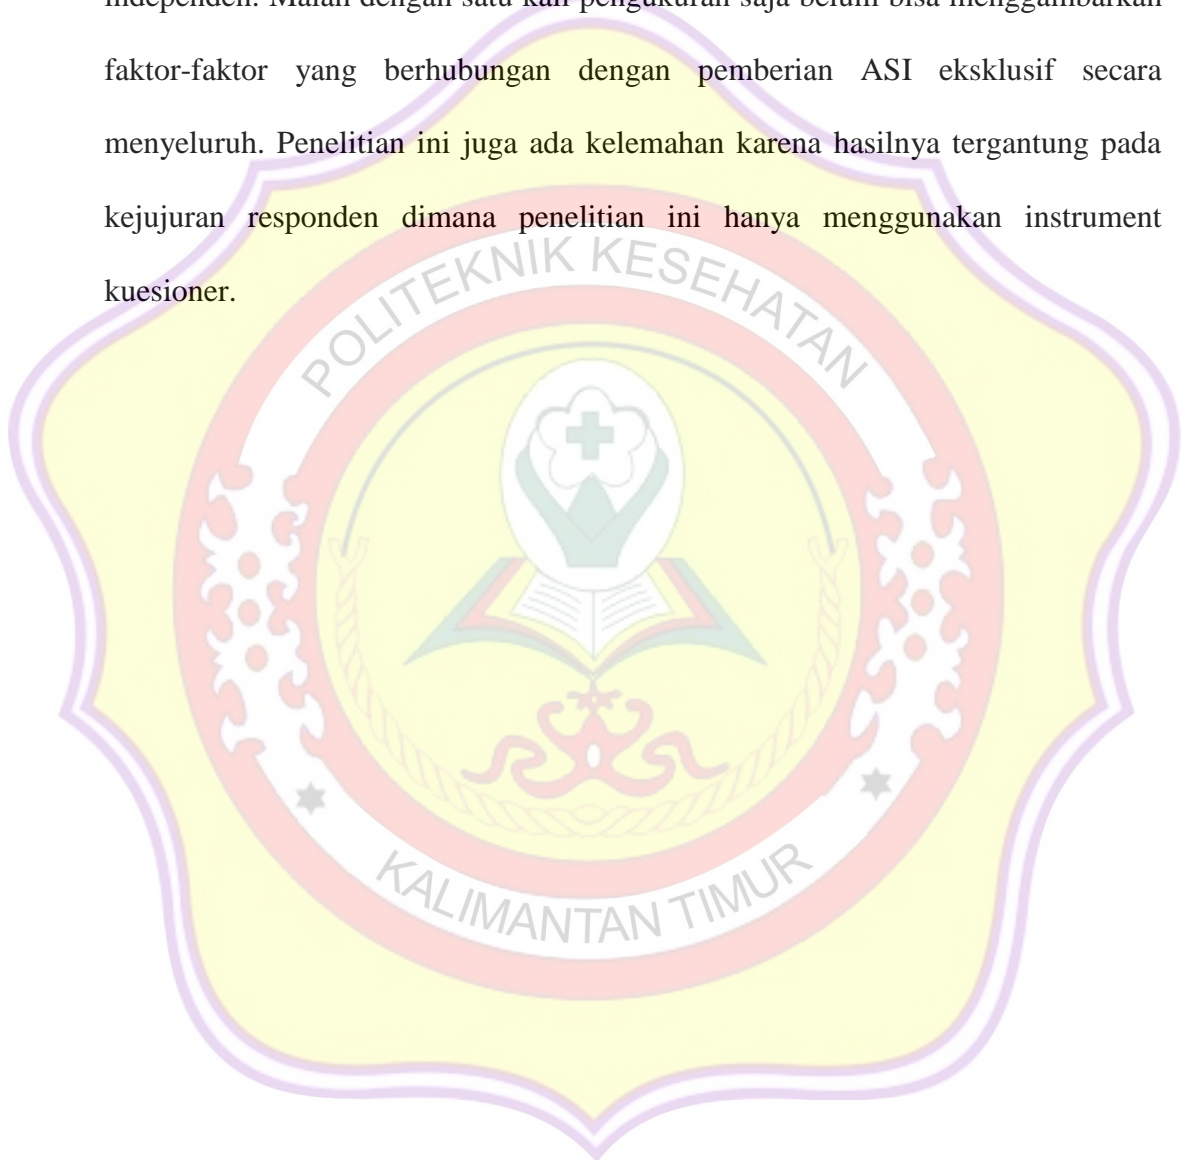 independen. Malah dengan satu kali pengukuran saja belum bisa menggambarkan
faktor-faktor yang berhubungan dengan pemberian ASI eksklusif secara
menyeluruh. Penelitian ini juga ada kelemahan karena hasilnya tergantung pada
kejujuran responden dimana penelitian ini hanya menggunakan instrument
kuesioner.
POLITEKNIK KESEHATAN
KALIMANTAN TIMUR